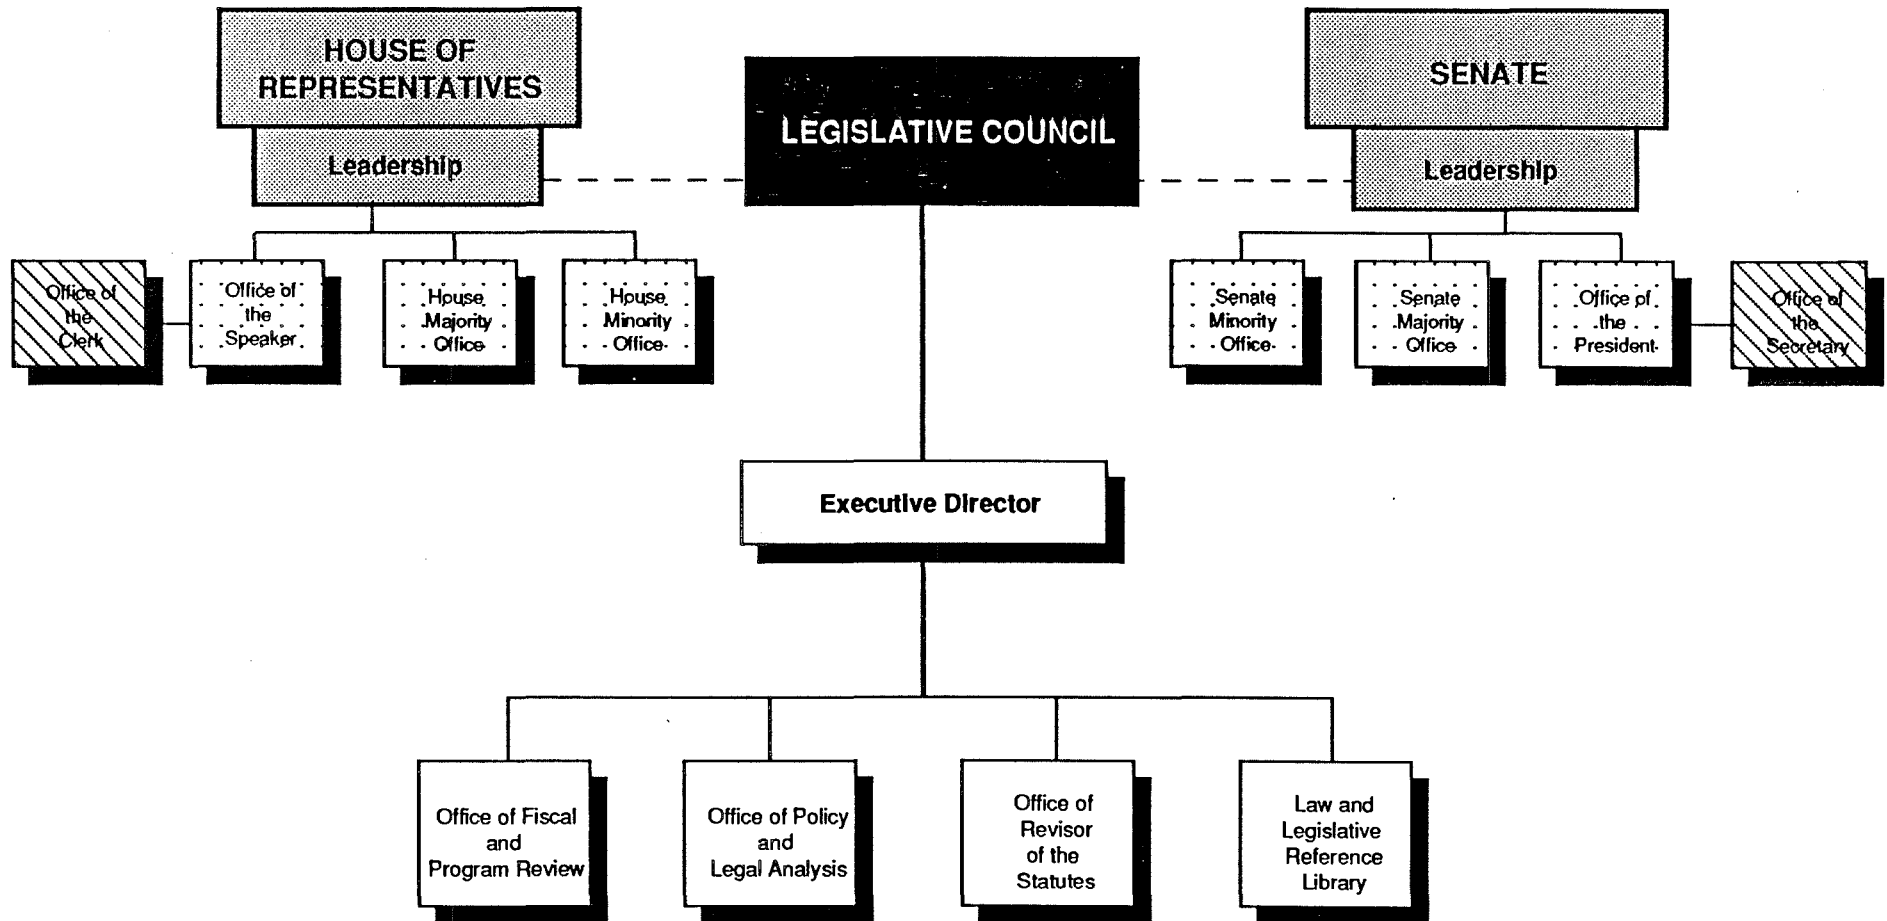 HOUSE OF
REPRESENTATIVES
Leadership
LEGISLATIVE COUNCIL
SENATE
Leadership
Office of
the
Clerk
Office of
the
Speaker
House
Majority
Office
House
Minority
Office
Senate
Minority
Office
Senate
Majority
Office
Office of
the
President
Office of
the
Secretary
Executive Director
Office of Fiscal
and
Program Review
Office of Policy
and
Legal Analysis
Office of
Revisor
of the
Statutes
Law and
Legislative
Reference
Library